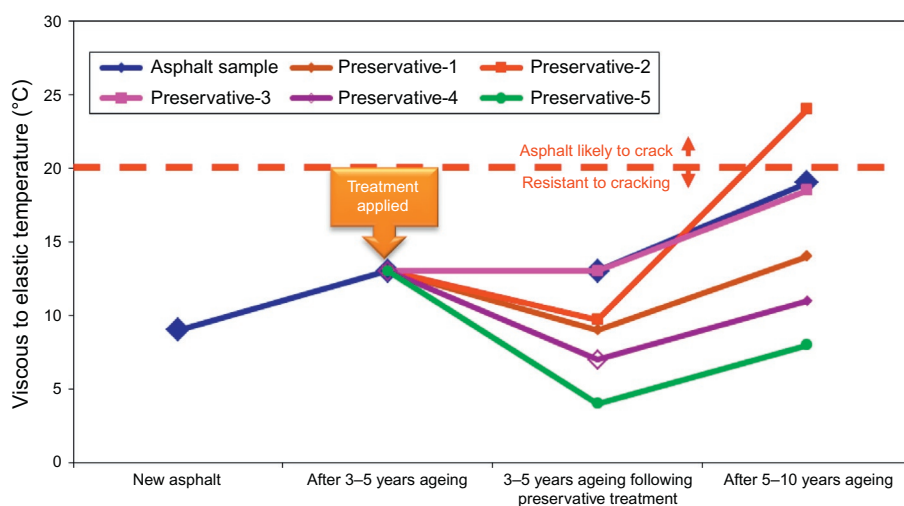 30
25
20
15
10
5
0
Viscous to elastic temperature (°C)
Asphalt sample
Preservative-1
Preservative-2
Preservative-3
Preservative-4
Preservative-5
Asphalt likely to crack
Resistant to cracking
Treatment
applied
New asphalt
After 3–5 years ageing
3–5 years ageing following
preservative treatment
After 5–10 years ageing